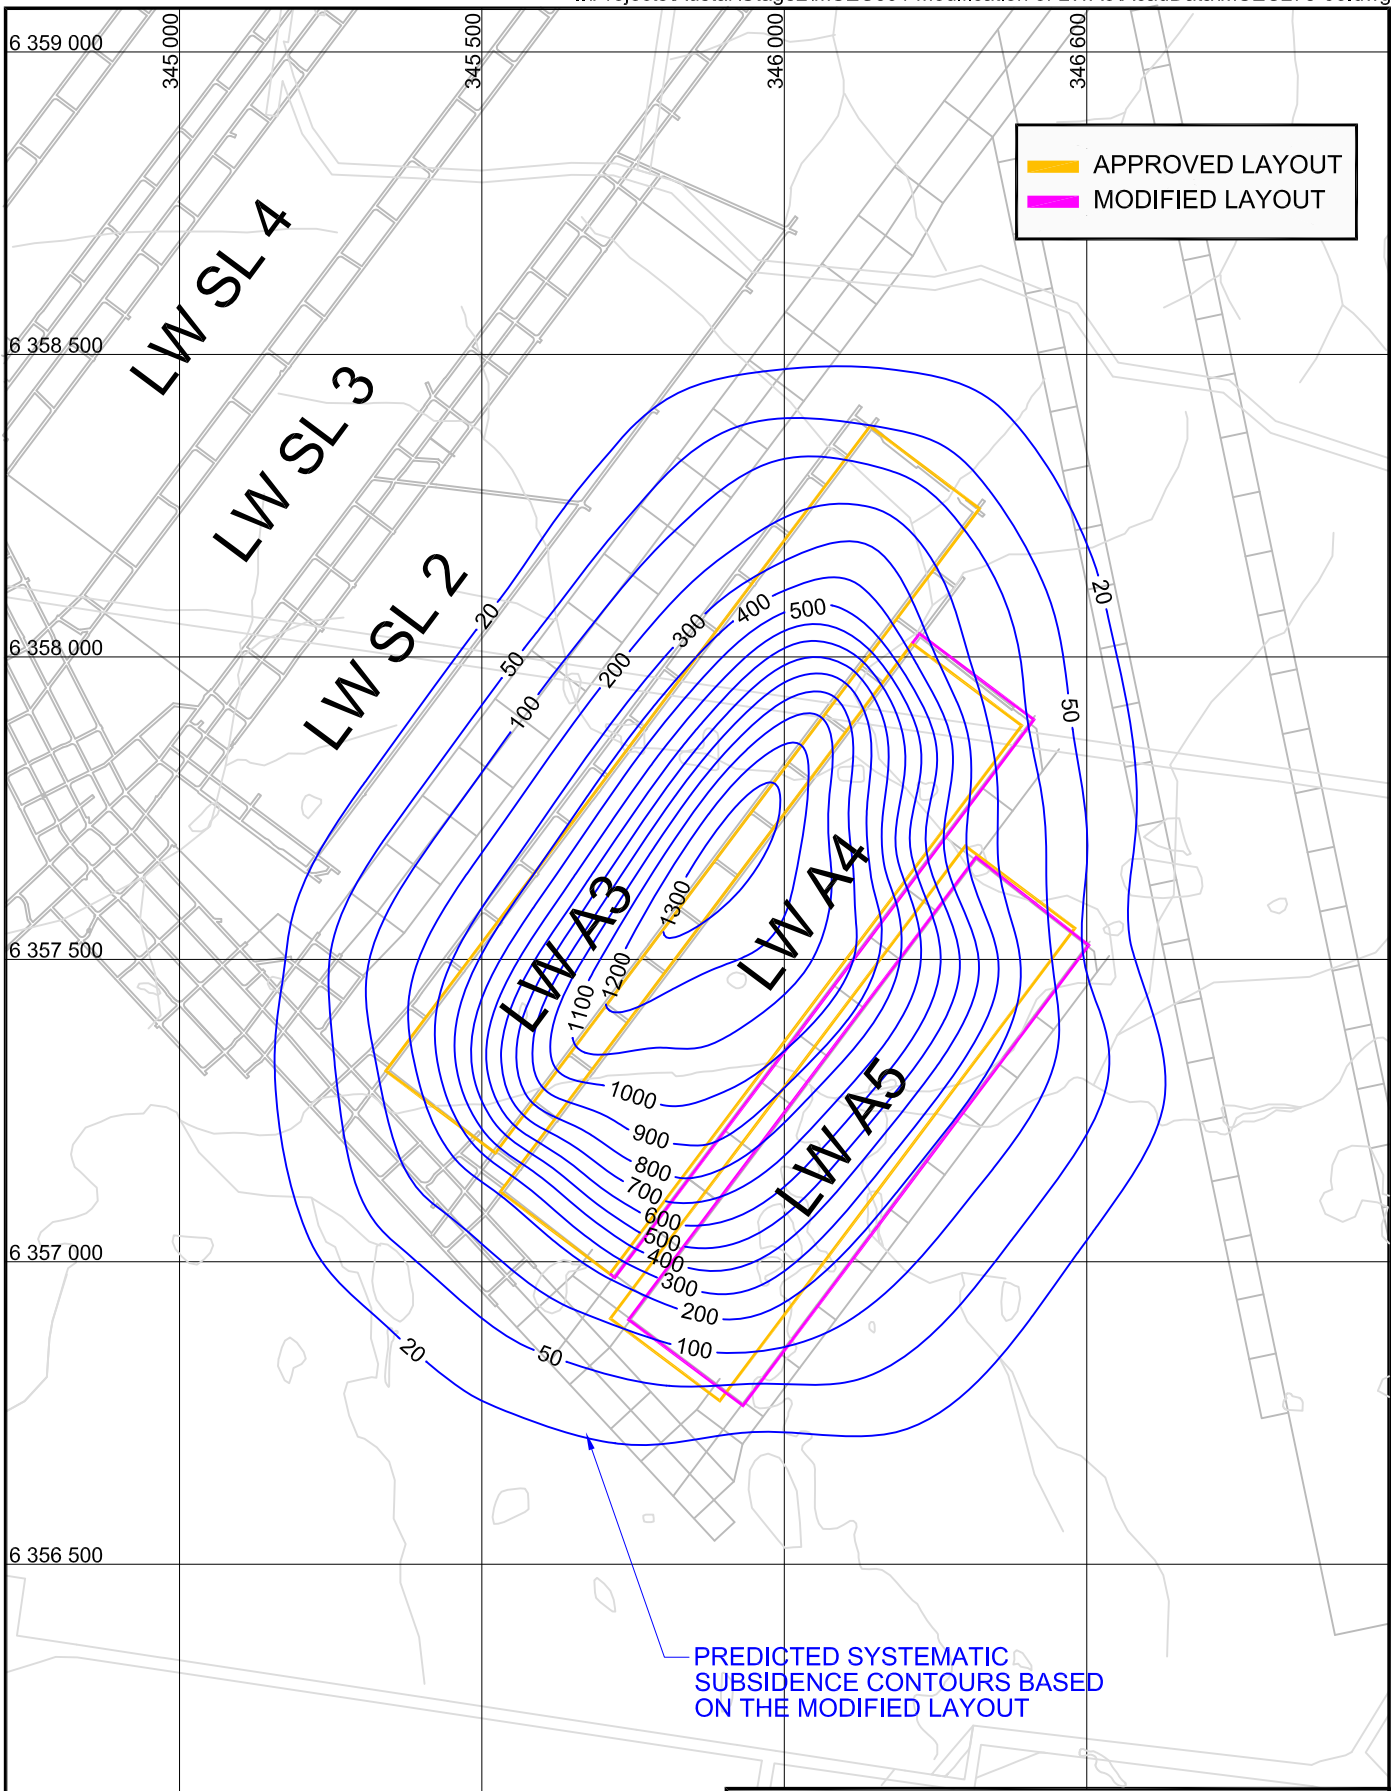 6 359 000
345 000
345 500
346 000
346 600
APPROVED LAYOUT
MODIFIED LAYOUT
LW SL 4
6 358 500
LW SL 3
LW SL 2
20
50
100
200
300
400
500
20
50
6 358 000
LW A3
LW A4
1300
1200
1100
6 357 500
LW A5
1000
900
800
700
600
500
400
300
200
100
50
20
6 357 000
6 356 500
PREDICTED SYSTEMATIC
SUBSIDENCE CONTOURS BASED
ON THE MODIFIED LAYOUT